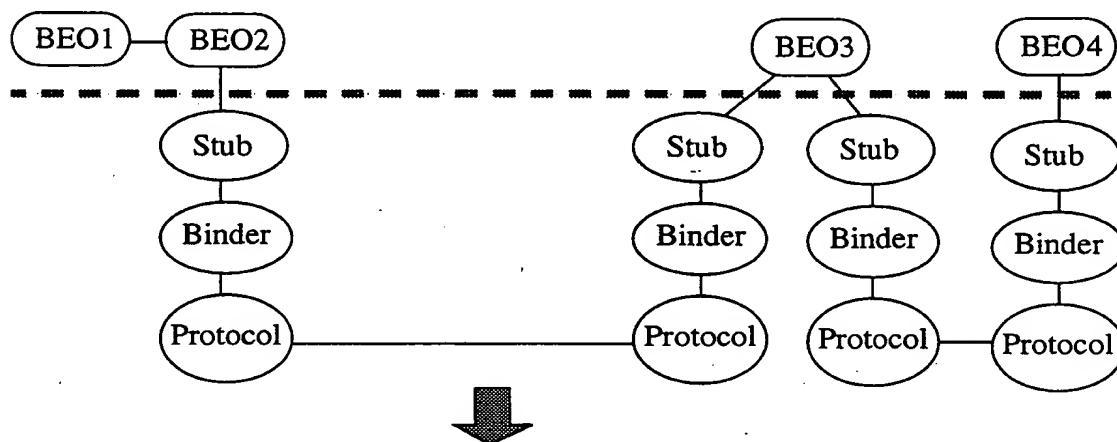 BEO1 BEO2 BEO3 BEO4
Stub Stub Stub Stub
Binder Binder Binder Binder
Protocol Protocol Protocol Protocol